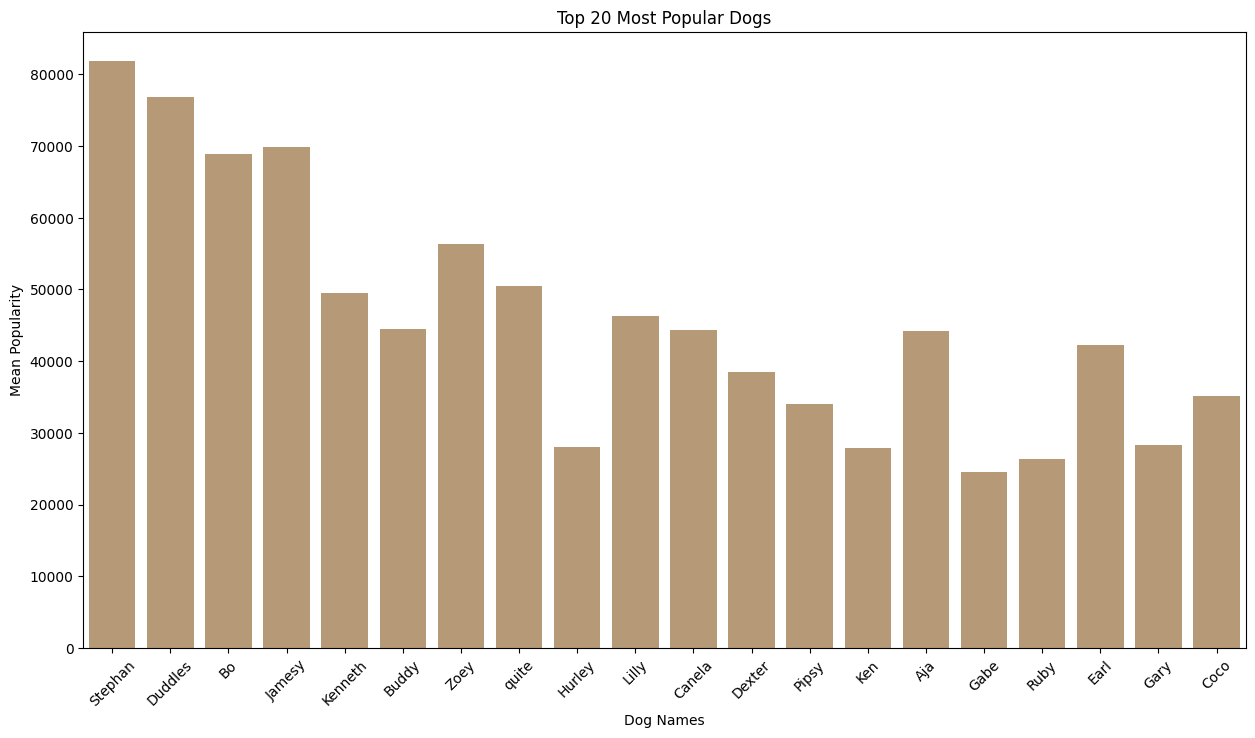 Top 20 Most Popular Dogs
Mean Popularity
80000
70000
60000
50000
40000
30000
20000
10000
0
Stephan
Duddles
Bo
Jamesy
Kenneth
Buddy
Zoey
quite
Hurley
Lilly
Canela
Dexter
Pipsy
Ken
Aja
Gabe
Ruby
Earl
Gary
Coco
Dog Names